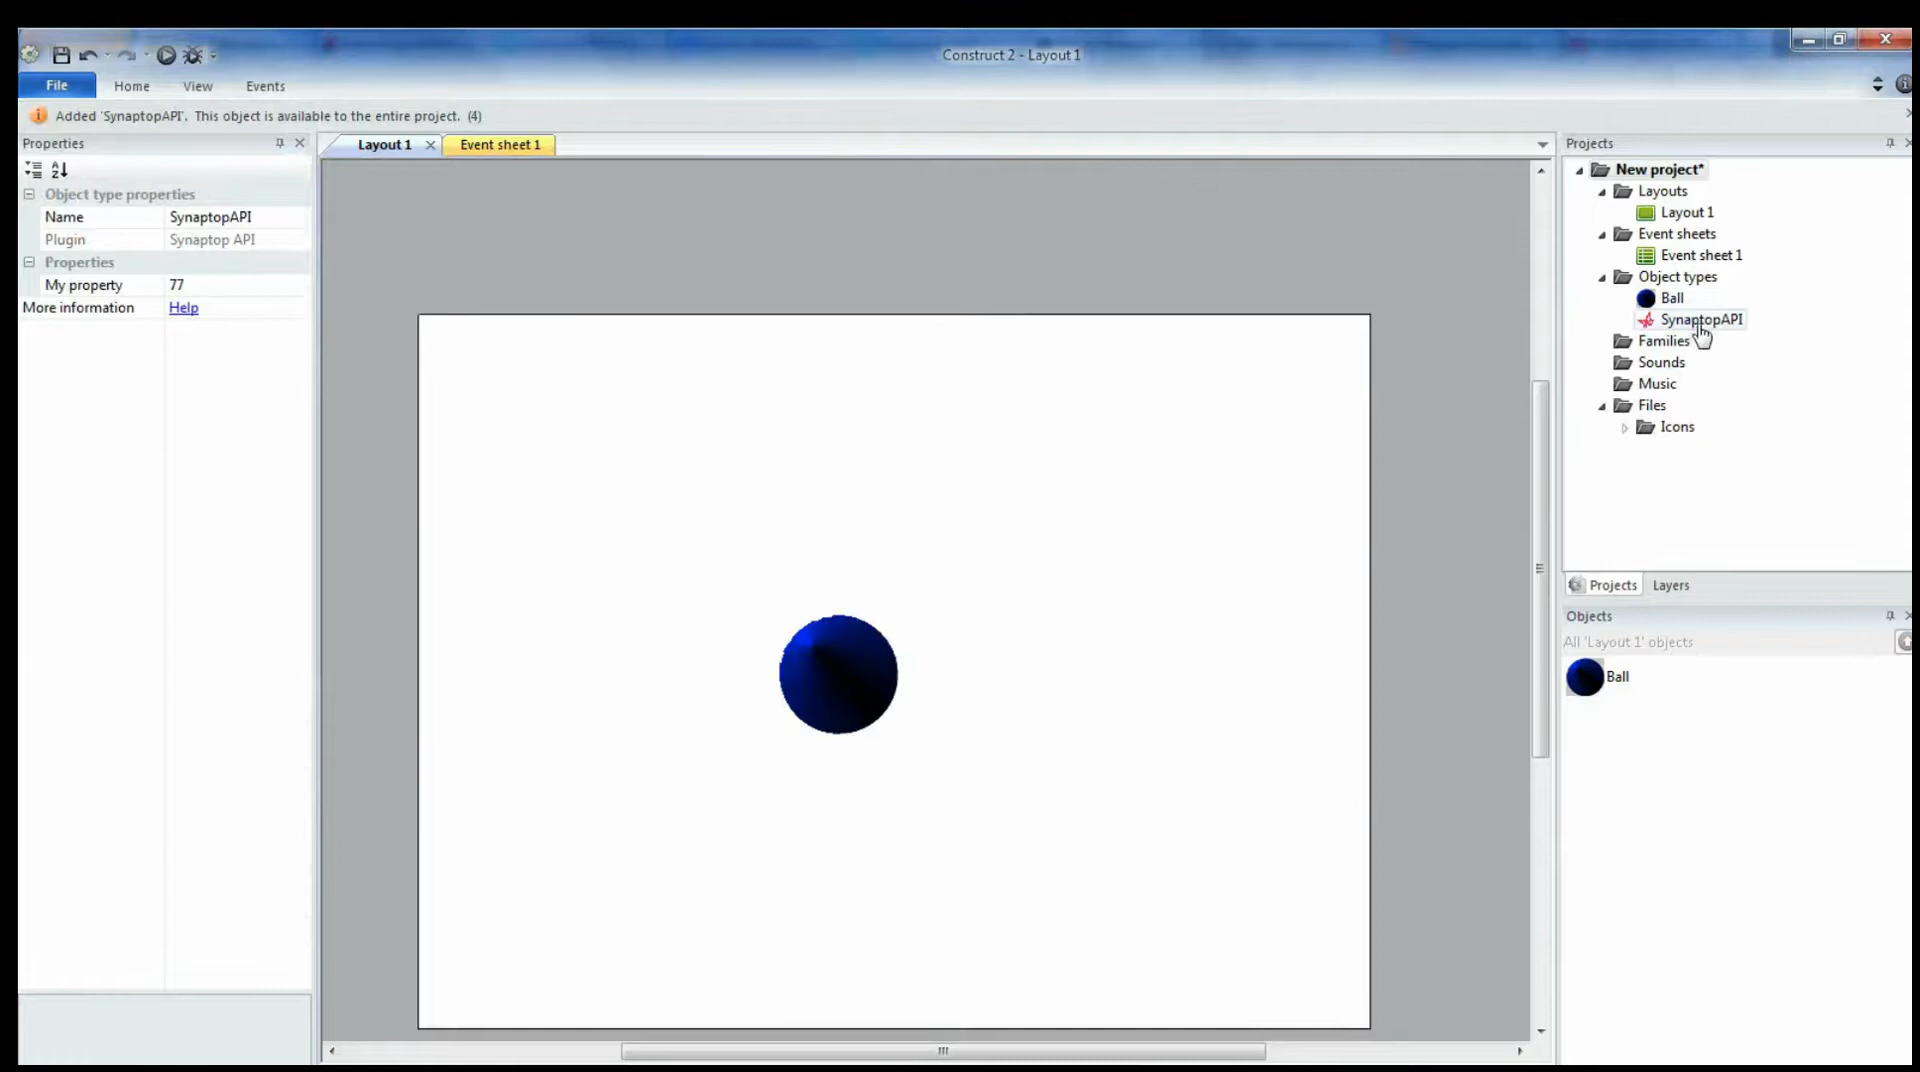 Construct 2 - Layout 1
File Home View Events
Added 'SynaptopAPI'. This object is available to the entire project. (4)
Properties
Object type properties
Name SynaptopAPI
Plugin Synaptop API
Properties
My property 77
More information Help
Layout 1 Event sheet 1
Projects
New project*
Layouts
Layout 1
Event sheets
Event sheet 1
Object types
Ball
SynaptopAPI
Families
Sounds
Music
Files
Icons
Projects Layers
Objects
All 'Layout 1' objects
Ball